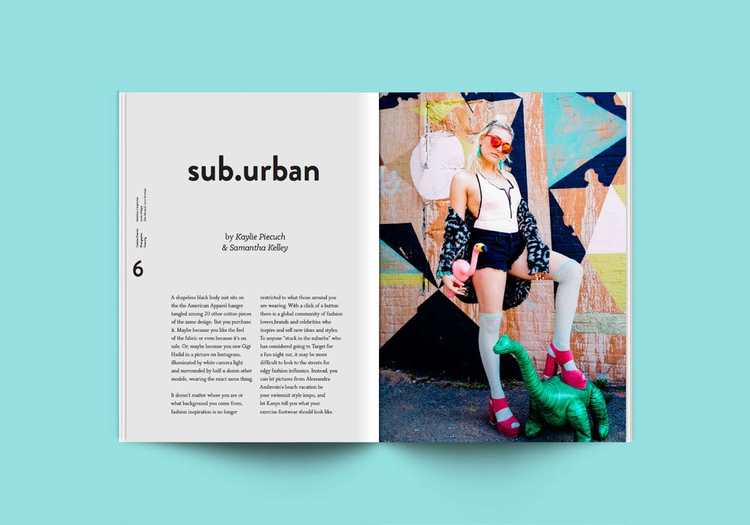 sub.urban
by Kaylie Piecuch
& Samantha Kelley
6
A shapeless black body suit sits on
the the American Apparel hanger
tangled among 20 other cotton pieces
of the same design. But you purchase
it. Maybe because you like the feel
of the fabric or even because it's on
sale. Or, maybe because you saw Gigi
Hadid in a picture on Instagram,
illuminated by white camera light
and surrounded by half a dozen other
models, wearing the exact same thing.
It doesn't matter where you are or
what background you come from,
fashion inspiration is no longer
restricted to what those around you
are wearing. With a click of a button
there is a global community of fashion
lovers,brands and celebrities who
inspire and sell new ideas and styles.
To anyone "stuck in the suburbs" who
has considered going to Target for
a fun night out, it may be more
difficult to look to the streets for
edgy fashion influence. Instead, you
can let pictures from Alessandra
Ambrosio's beach vacation be
your swimsuit style inspo, and
let Kanye tell you what your
exercise footwear should look like.